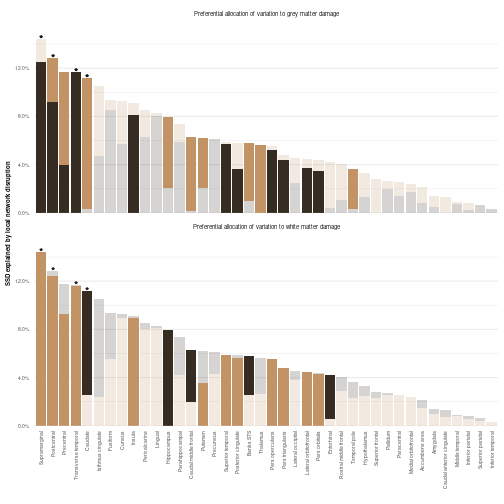 Preferential allocation of variation to grey matter damage
12.0%
8.0%
4.0%
0.0%
SSD explained by local network disruption
Preferential allocation of variation to white matter damage
12.0%
8.0%
4.0%
0.0%
Supramarginal
Postcentral
Precentral
Transverse temporal
Caudate
Isthmus cingulate
Fusiform
Cuneus
Insula
Pericalcarine
Lingual
Hippocampus
Parahippocampal
Caudal middle frontal
Putamen
Precuneus
Superior temporal
Posterior cingulate
Banks STS
Thalamus
Pars opercularis
Pars triangularis
Lateral occipital
Lateral orbitofrontal
Pars orbitalis
Entorhinal
Rostral middle frontal
Temporal pole
Hypothalamus
Superior frontal
Pallidum
Paracentral
Medial orbitofrontal
Accumbens area
Amygdala
Caudal anterior cingulate
Middle temporal
Inferior parietal
Superior parietal
Inferior temporal